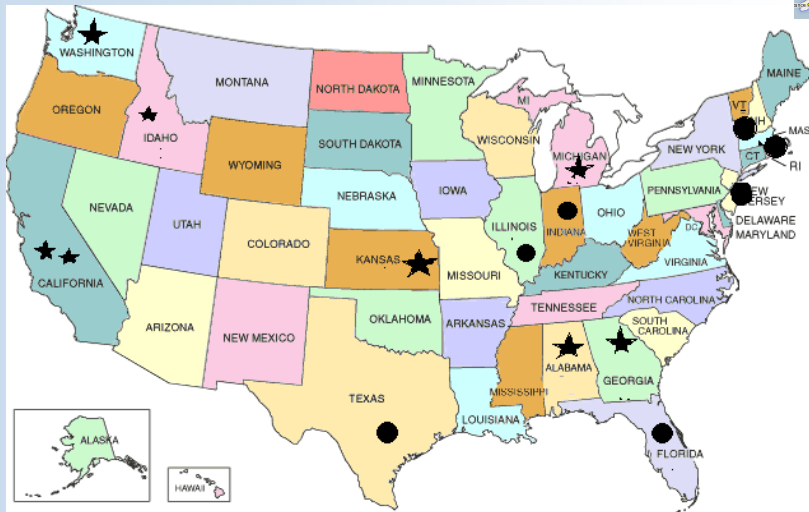 WASHINGTON
MONTANA
NORTH DAKOTA
MINNESOTA
MAINE
OREGON
IDAHO
SOUTH DAKOTA
WISCONSIN
MI
MICHIGAN
VT
NH
MAS
NEW YORK
CT
RI
WYOMING
NEVADA
UTAH
COLORADO
NEBRASKA
IOWA
ILLINOIS
INDIANA
OHIO
PENNSYLVANIA
NEW
JERSEY
DELAWARE
MARYLAND
DC
WEST
VIRGINIA
VIRGINIA
CALIFORNIA
KANSAS
MISSOURI
KENTUCKY
ARIZONA
NEW MEXICO
OKLAHOMA
ARKANSAS
TENNESSEE
NORTH CAROLINA
SOUTH
CAROLINA
TEXAS
LOUISIANA
MISSISSIPPI
ALABAMA
GEORGIA
FLORIDA
ALASKA
HAWAII